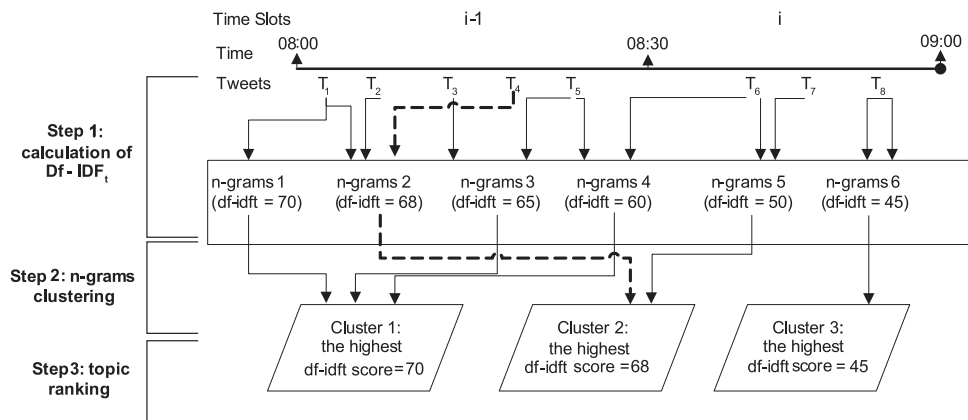 Time Slots
i-1
i
08:00
08:30
09:00
Time
Tweets
T1
T2
T3
T4
T5
T6
T7
T8
Step 1:
calculation of
Df - IDFt
n-grams 1
(df-idft = 70)
n-grams 2
(df-idft = 68)
n-grams 3
(df-idft = 65)
n-grams 4
(df-idft = 60)
n-grams 5
(df-idft = 50)
n-grams 6
(df-idft = 45)
Step 2: n-grams
clustering
Cluster 1:
the highest
df-idft score = 70
Cluster 2:
the highest
df-idft score = 68
Cluster 3:
the highest
df-idft score = 45
Step3: topic
ranking